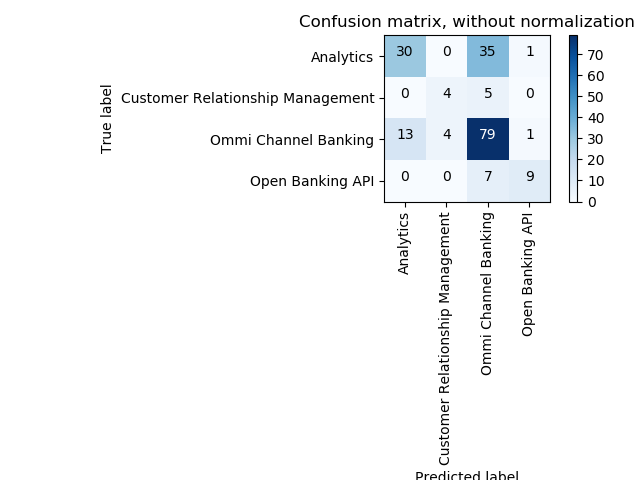 Confusion matrix, without normalization
True label
Analytics 30 0 35 1
Customer Relationship Management 0 4 5 0
Ommi Channel Banking 13 4 79 1
Open Banking API 0 0 7 9
70
60
50
40
30
20
10
0
Analytics
Customer Relationship Management
Ommi Channel Banking
Open Banking API
Predicted label